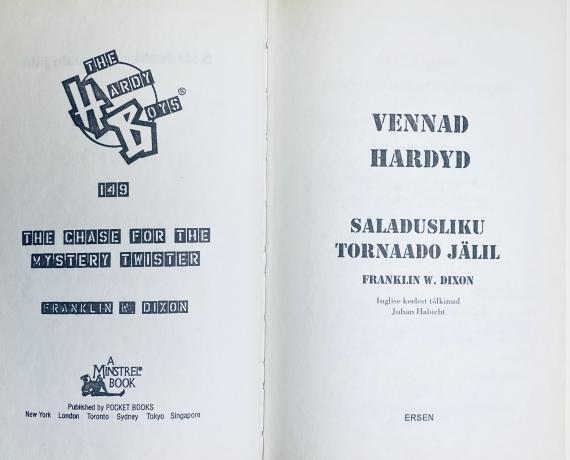 THE
HARDY
BOYS®
149
THE CHASE FOR THE
MYSTERY TWISTER
FRANKLIN W. DIXON
A
MINSTREL®
BOOK
Published by POCKET BOOKS
New York London Toronto Sydney Tokyo Singapore
VENNAD
HARDYD
SALADUSLIKU
TORNAADO JÄLIL
FRANKLIN W. DIXON
Inglise keelest tõlkinud
Juhan Habicht
ERSEN